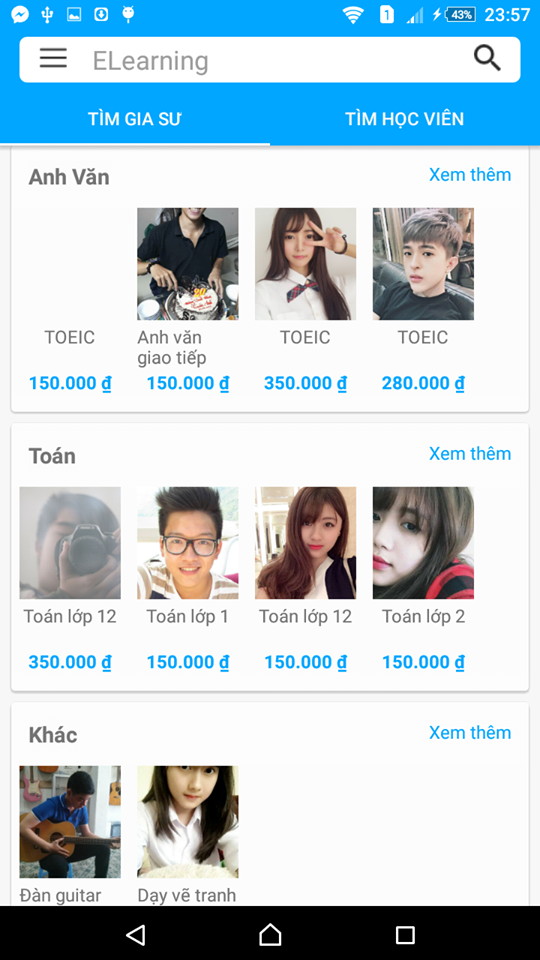 1 43% 23:57
ELearning
TÌM GIA SƯ TÌM HỌC VIÊN
Anh Văn Xem thêm
TOEIC Anh văn TOEIC TOEIC
giao tiếp
150.000 ₫ 150.000 ₫ 350.000 ₫ 280.000 ₫
Toán Xem thêm
Toán lớp 12 Toán lớp 1 Toán lớp 12 Toán lớp 2
350.000 ₫ 150.000 ₫ 150.000 ₫ 150.000 ₫
Khác Xem thêm
Đàn guitar Dạy vẽ tranh